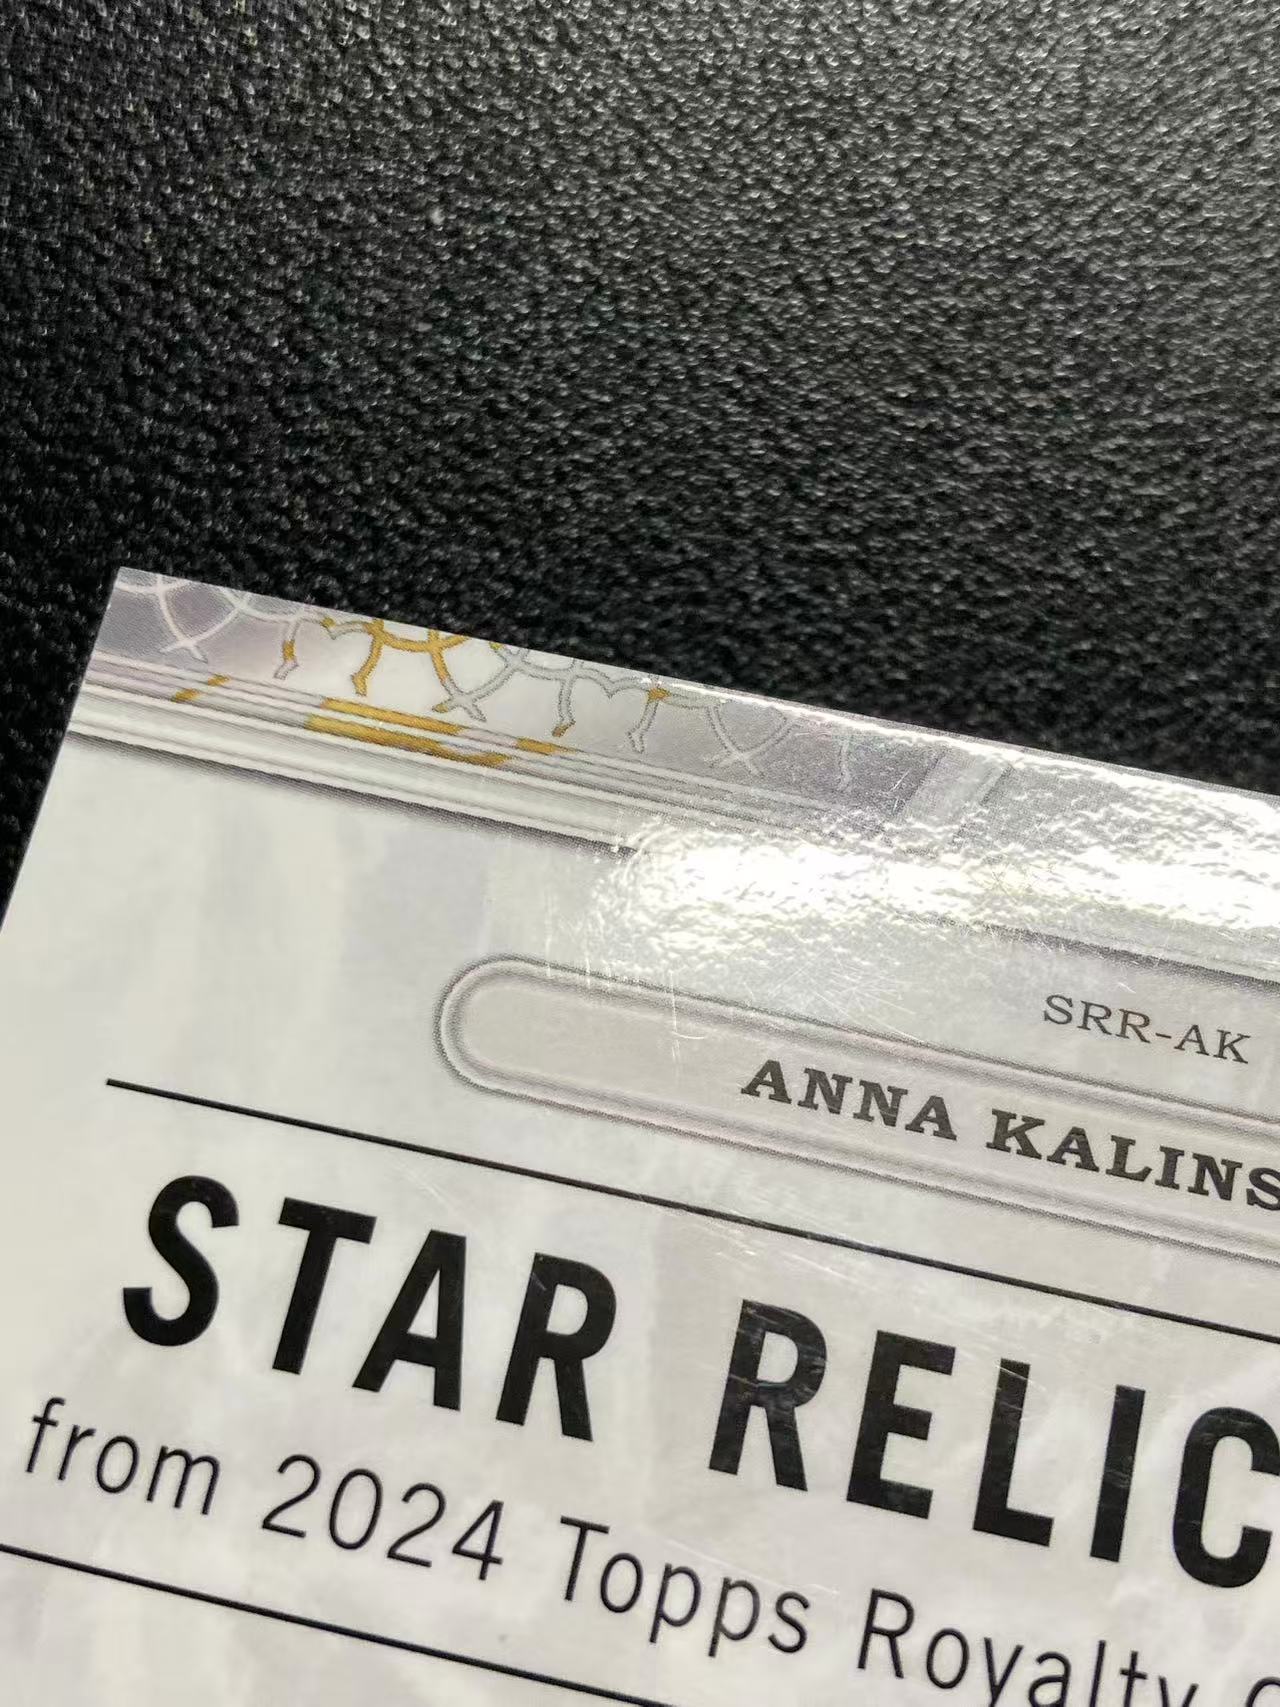 SRR-AK
ANNA KALINS
STAR RELIC
from 2024 Topps Royalty